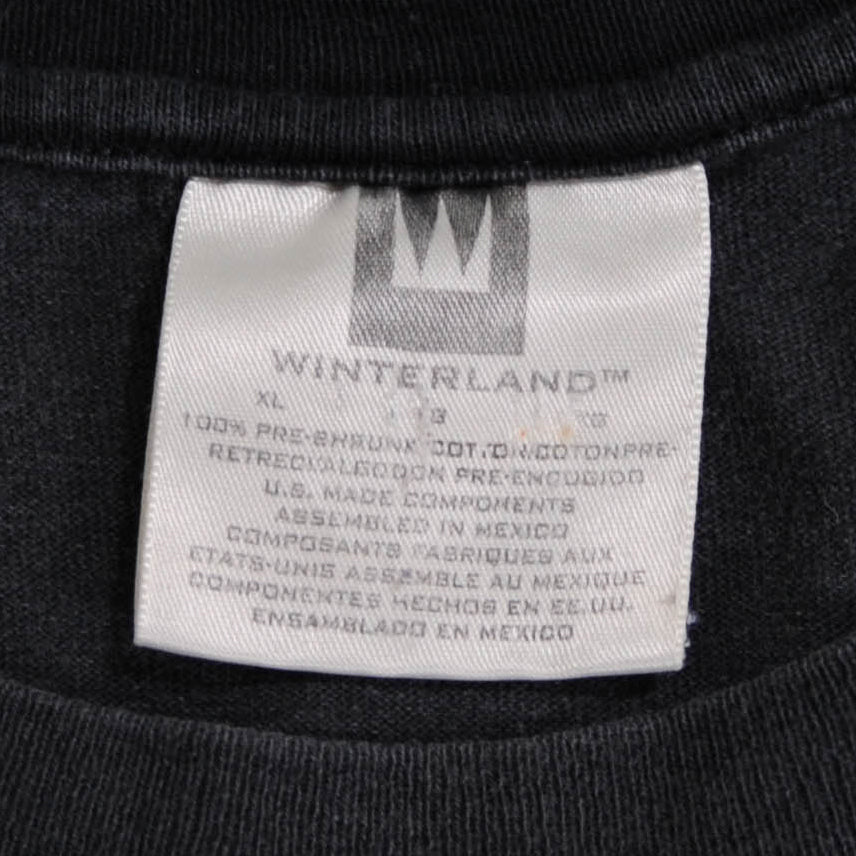 WINTERLAND™
XL G XG
100% PRE-SHRUNK COTTON/COTON PRE-
RETRECI/ALGODON PRE-ENCOGIDO
U.S. MADE COMPONENTS
ASSEMBLED IN MEXICO
COMPOSANTS FABRIQUES AUX
ETATS-UNIS ASSEMBLE AU MEXIQUE
COMPONENTES HECHOS EN EE.UU.
ENSAMBLADO EN MEXICO